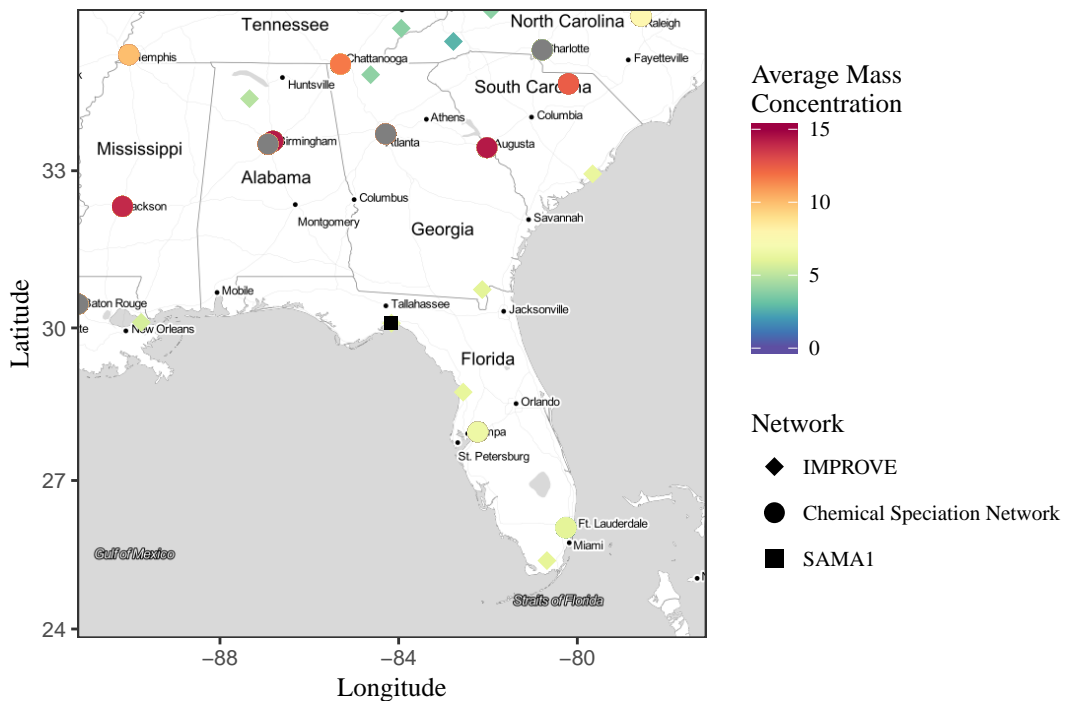 Tennessee
North Carolina
Raleigh
Memphis
Chattanooga
Charlotte
Fayetteville
Huntsville
South Carolina
Columbia
Athens
Birmingham
Atlanta
Augusta
Mississippi
Alabama
Jackson
Columbus
Montgomery
Georgia
Savannah
Mobile
Baton Rouge
Tallahassee
Jacksonville
te
New Orleans
Florida
Orlando
mpa
St. Petersburg
Ft. Lauderdale
Miami
Gulf of Mexico
Straits of Florida
33
30
27
24
−88
−84
−80
Latitude
Longitude
Average Mass
Concentration
15
10
5
0
Network
IMPROVE
Chemical Speciation Network
SAMA1